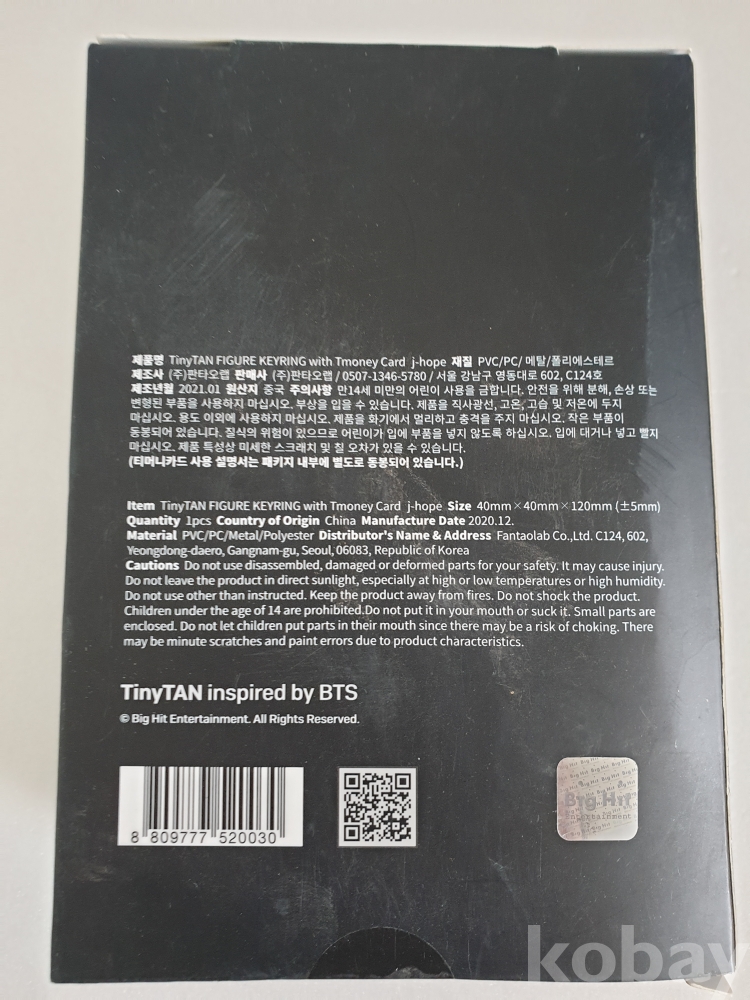 제품명 TinyTAN FIGURE KEYRING with Tmoney Card j-hope 재질 PVC/PC/ 메탈/폴리에스테르
제조사 (주)판타오랩 판매사 (주)판타오랩 / 0507-1346-5780 / 서울 강남구 영동대로 602, C124호
제조년월 2021.01 원산지 중국 주의사항 만14세 미만의 어린이 사용을 금합니다. 안전을 위해 분해, 손상 또는
변형된 부품을 사용하지 마십시오. 부상을 입을 수 있습니다. 제품을 직사광선, 고온, 고습 및 저온에 두지
마십시오. 용도 이외에 사용하지 마십시오. 제품을 화기에서 멀리하고 충격을 주지 마십시오. 작은 부품이
동봉되어 있습니다. 질식의 위험이 있으므로 어린이가 입에 부품을 넣지 않도록 하십시오. 입에 대거나 넣고 빨지
마십시오. 제품 특성상 미세한 스크래치 및 칠 오차가 있을 수 있습니다.
(티머니카드 사용 설명서는 패키지 내부에 별도로 동봉되어 있습니다.)
Item TinyTAN FIGURE KEYRING with Tmoney Card j-hope Size 40mm×40mm×120mm (±5mm)
Quantity 1pcs Country of Origin China Manufacture Date 2020.12.
Material PVC/PC/Metal/Polyester Distributor's Name & Address Fantaolab Co.,Ltd. C124, 602,
Yeongdong-daero, Gangnam-gu, Seoul, 06083, Republic of Korea
Cautions Do not use disassembled, damaged or deformed parts for your safety. It may cause injury.
Do not leave the product in direct sunlight, especially at high or low temperatures or high humidity.
Do not use other than instructed. Keep the product away from fires. Do not shock the product.
Children under the age of 14 are prohibited.Do not put it in your mouth or suck it. Small parts are
enclosed. Do not let children put parts in their mouth since there may be a risk of choking. There
may be minute scratches and paint errors due to product characteristics.
TinyTAN inspired by BTS
© Big Hit Entertainment. All Rights Reserved.
8 809777 520030
Big Hit
Entertainment
kobay